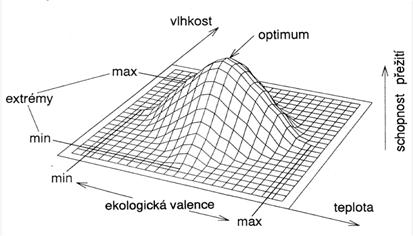 vlhkost
optimum
max
extrémy
min
min
ekologická valence
max
teplota
schopnost
přežití